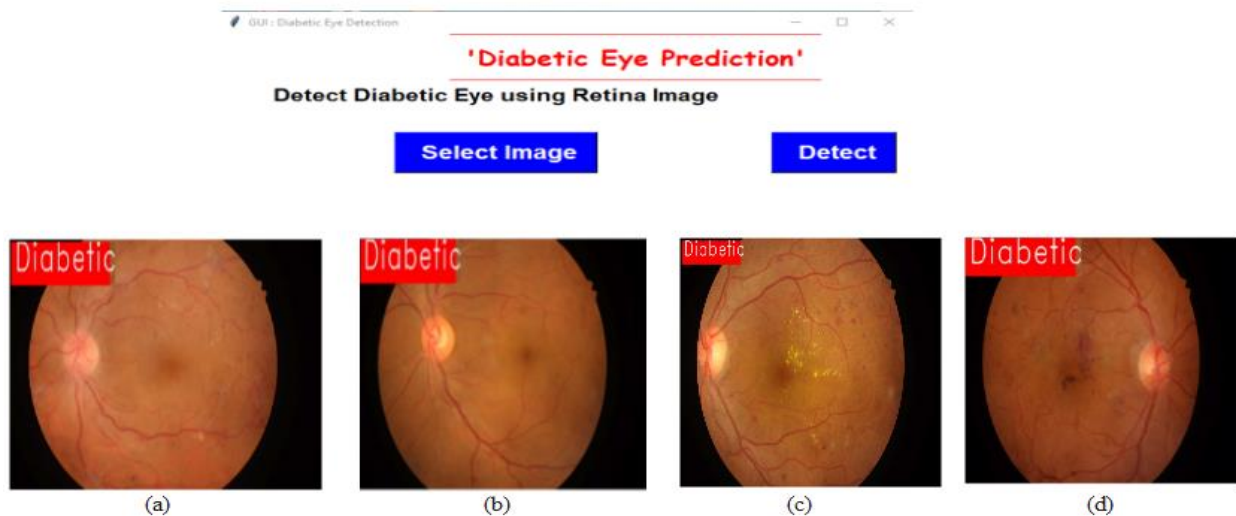 GUI : Diabetic Eye Detection
'Diabetic Eye Prediction'
Detect Diabetic Eye using Retina Image
Select Image Detect
Diabetic Diabetic Diabetic Diabetic
(a) (b) (c) (d)